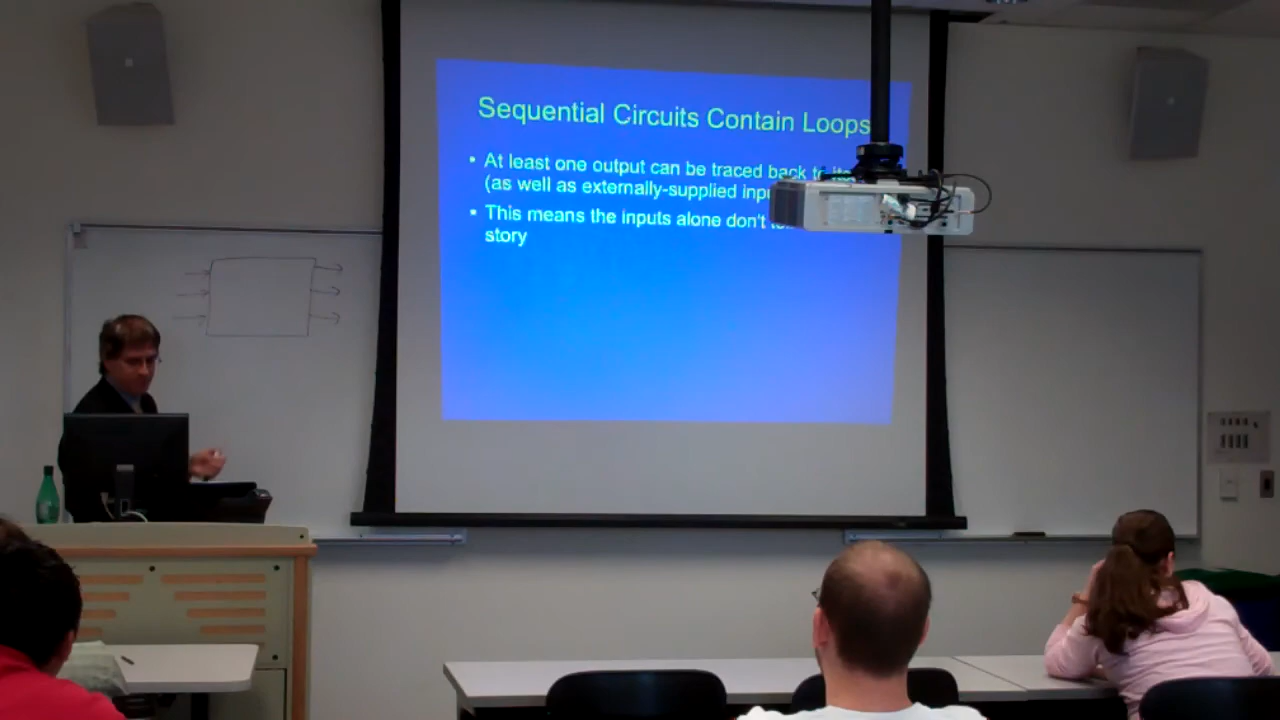 Sequential Circuits Contain Loops
• At least one output can be traced back
(as well as externally-supplied
• This means the inputs alone don't
story